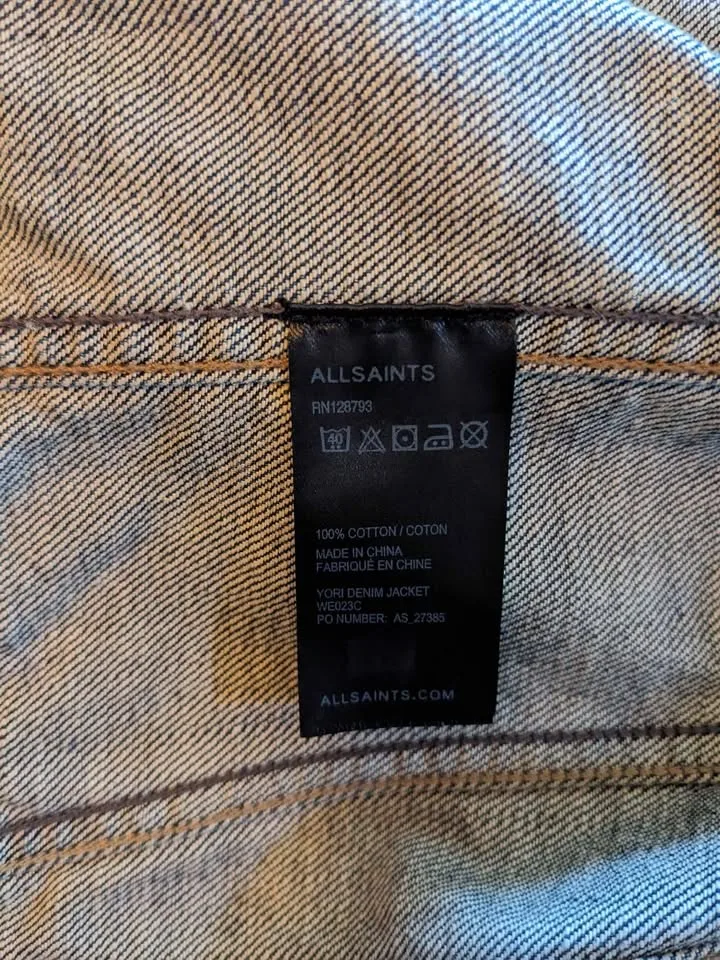 ALLSAINTS
RN128793
40
100% COTTON / COTON
MADE IN CHINA
FABRIQUÉ EN CHINE
YORI DENIM JACKET
WE023C
PO NUMBER: AS_27385
ALLSAINTS.COM